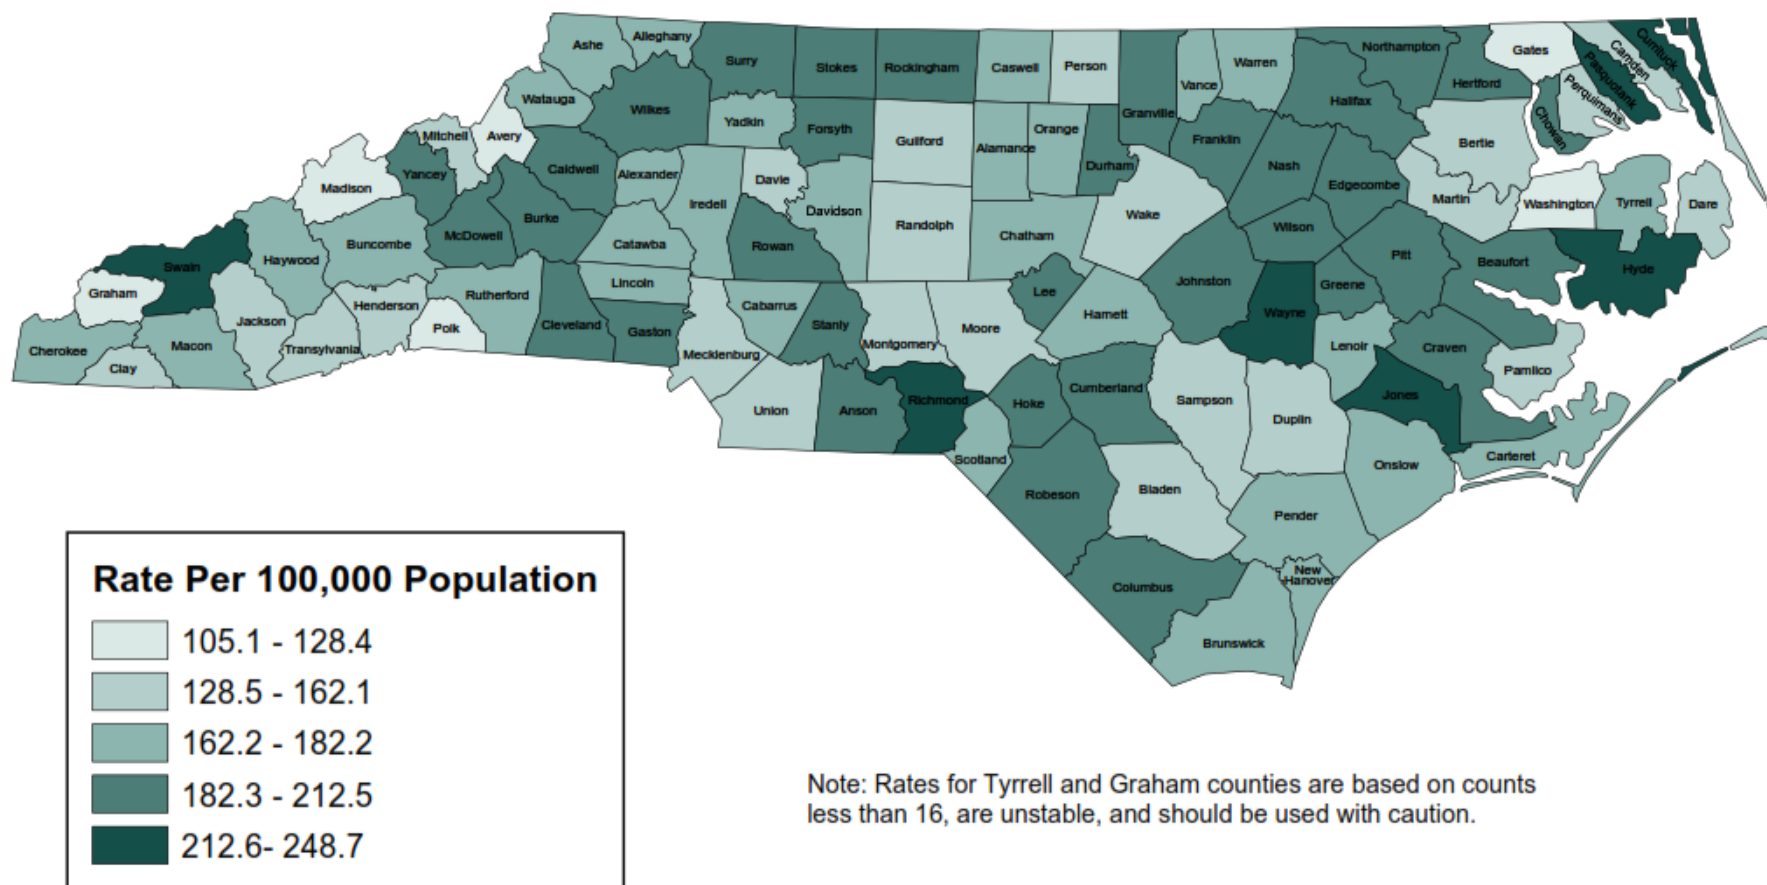 Ashe
Alleghany
Surry
Stokes
Rockingham
Caswell
Person
Granville
Vance
Warren
Northampton
Halifax
Hertford
Gates
Pasquotank
Camden
Currituck
Perquimans
Chowan
Watauga
Wilkes
Yadkin
Forsyth
Guilford
Alamance
Orange
Durham
Franklin
Nash
Edgecombe
Bertie
Martin
Washington
Tyrrell
Dare
Mitchell
Avery
Caldwell
Alexander
Iredell
Davie
Davidson
Randolph
Chatham
Wake
Wilson
Pitt
Beaufort
Hyde
Madison
Yancey
McDowell
Burke
Catawba
Rowan
Swain
Haywood
Buncombe
Lincoln
Lee
Johnston
Greene
Graham
Jackson
Henderson
Rutherford
Polk
Cleveland
Gaston
Cabarrus
Stanly
Montgomery
Moore
Harnett
Wayne
Lenoir
Craven
Pamlico
Cherokee
Clay
Macon
Transylvania
Mecklenburg
Union
Anson
Richmond
Hoke
Cumberland
Sampson
Duplin
Jones
Scotland
Robeson
Bladen
Onslow
Carteret
Pender
Columbus
New
Hanover
Brunswick
Rate Per 100,000 Population
105.1 - 128.4
128.5 - 162.1
162.2 - 182.2
182.3 - 212.5
212.6- 248.7
Note: Rates for Tyrrell and Graham counties are based on counts
less than 16, are unstable, and should be used with caution.